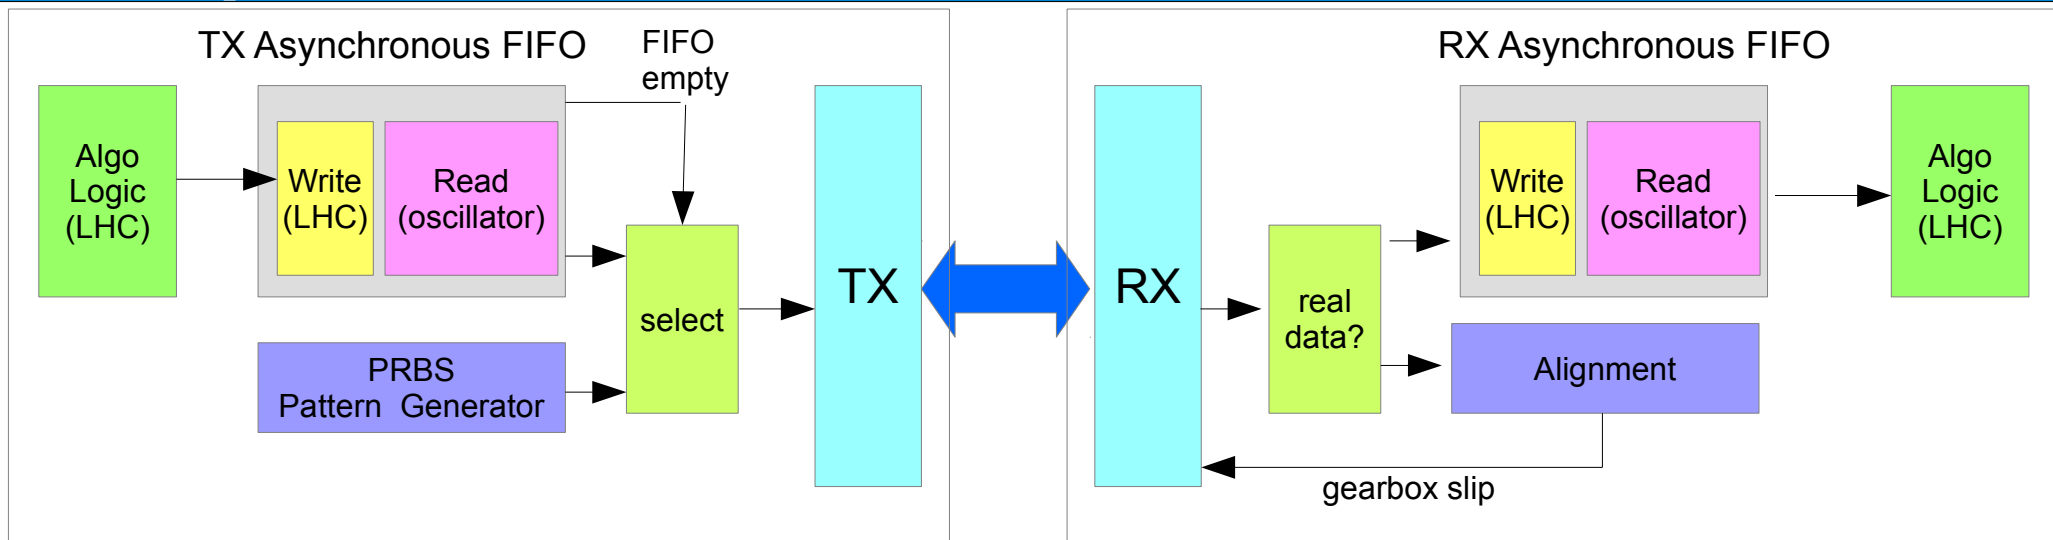 TX Asynchronous FIFO
FIFO
empty
Algo
Logic
(LHC)
Write
(LHC)
Read
(oscillator)
select
PRBS
Pattern Generator
TX
RX Asynchronous FIFO
RX
real
data?
Write
(LHC)
Read
(oscillator)
Algo
Logic
(LHC)
Alignment
gearbox slip